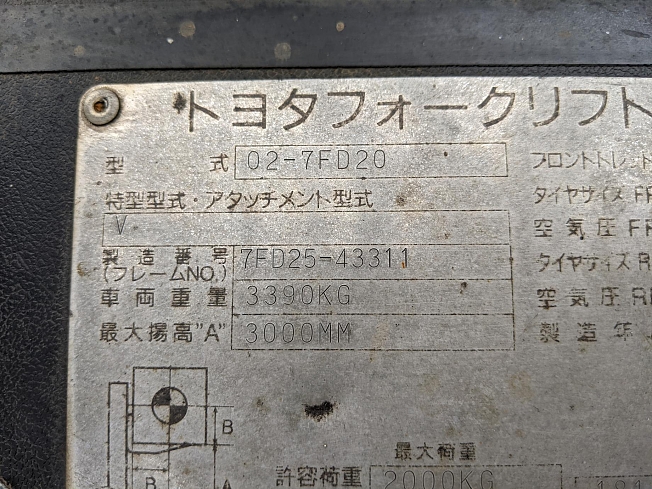 トヨタフォークリフト
型 式 02-7FD20 フロントトレット
特型型式・アタッチメント型式 タイヤサイズ FR
V 空気圧 FR
製造番号 7FD25-43311 タイヤサイズ R
(フレームNO.)
車両重量 3390KG 空気圧 RE
最大揚高"A" 3000MM 製造年
B
最大荷重
B A 許容荷重 2000KG